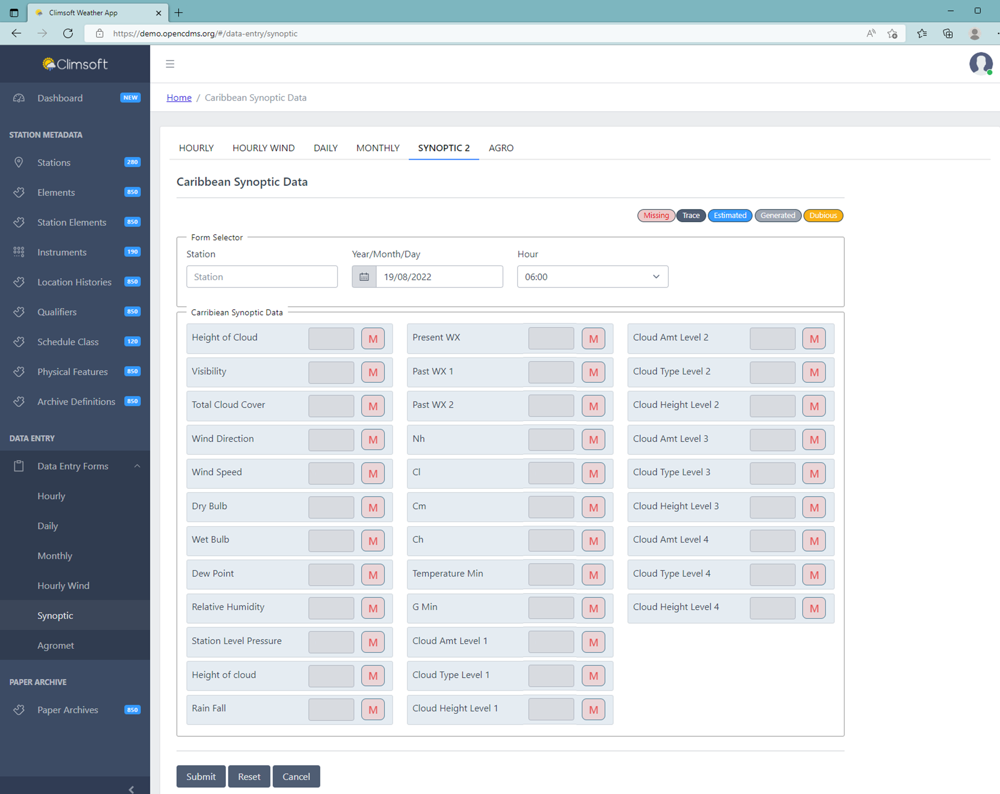 Climsoft Weather App
https://demo.opencdms.org/#/data-entry/synoptic
Climsoft
Dashboard NEW
STATION METADATA
Stations 280
Elements 850
Station Elements 850
Instruments 190
Location Histories 850
Qualifiers 850
Schedule Class 120
Physical Features 850
Archive Definitions 850
DATA ENTRY
Data Entry Forms
Hourly
Daily
Monthly
Hourly Wind
Synoptic
Agromet
PAPER ARCHIVE
Paper Archives 850
Home / Caribbean Synoptic Data
HOURLY HOURLY WIND DAILY MONTHLY SYNOPTIC 2 AGRO
Caribbean Synoptic Data
Missing Trace Estimated Generated Dubious
Form Selector
Station Year/Month/Day Hour
Station 19/08/2022 06:00
Carribiean Synoptic Data
Height of Cloud M Present WX M Cloud Amt Level 2 M
Visibility M Past WX 1 M Cloud Type Level 2 M
Total Cloud Cover M Past WX 2 M Cloud Height Level 2 M
Wind Direction M Nh M Cloud Amt Level 3 M
Wind Speed M Cl M Cloud Type Level 3 M
Dry Bulb M Cm M Cloud Height Level 3 M
Wet Bulb M Ch M Cloud Amt Level 4 M
Dew Point M Temperature Min M Cloud Type Level 4 M
Relative Humidity M G Min M Cloud Height Level 4 M
Station Level Pressure M Cloud Amt Level 1 M
Height of cloud M Cloud Type Level 1 M
Rain Fall M Cloud Height Level 1 M
Submit Reset Cancel